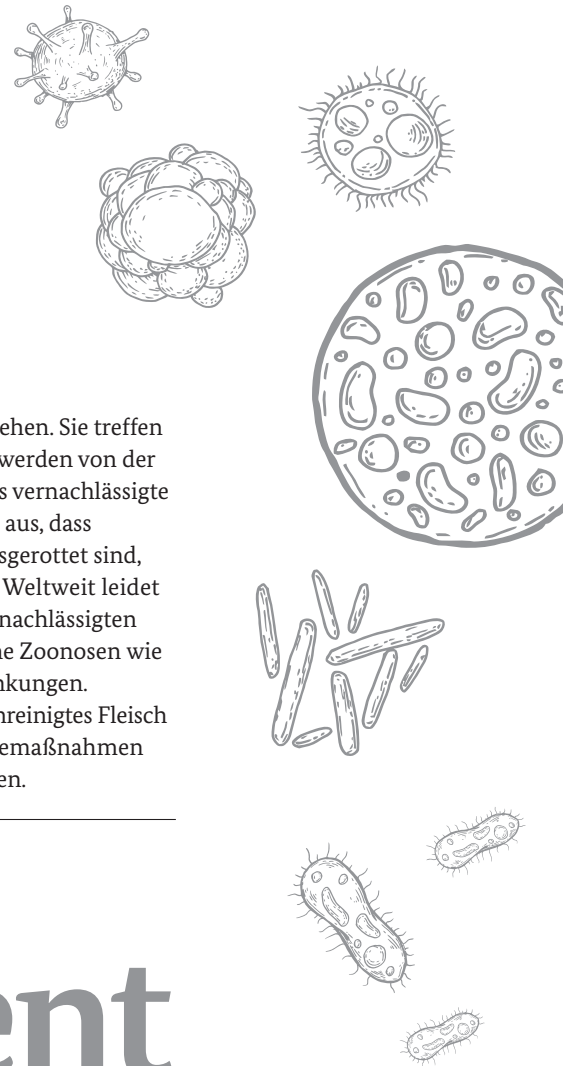 ehen. Sie treffen
werden von der
s vernachlässigte
aus, dass
sgerottet sind,
Weltweit leidet
nachlässigten
ne Zoonosen wie
nkungen.
nreinigtes Fleisch
emaßnahmen
en.
ent